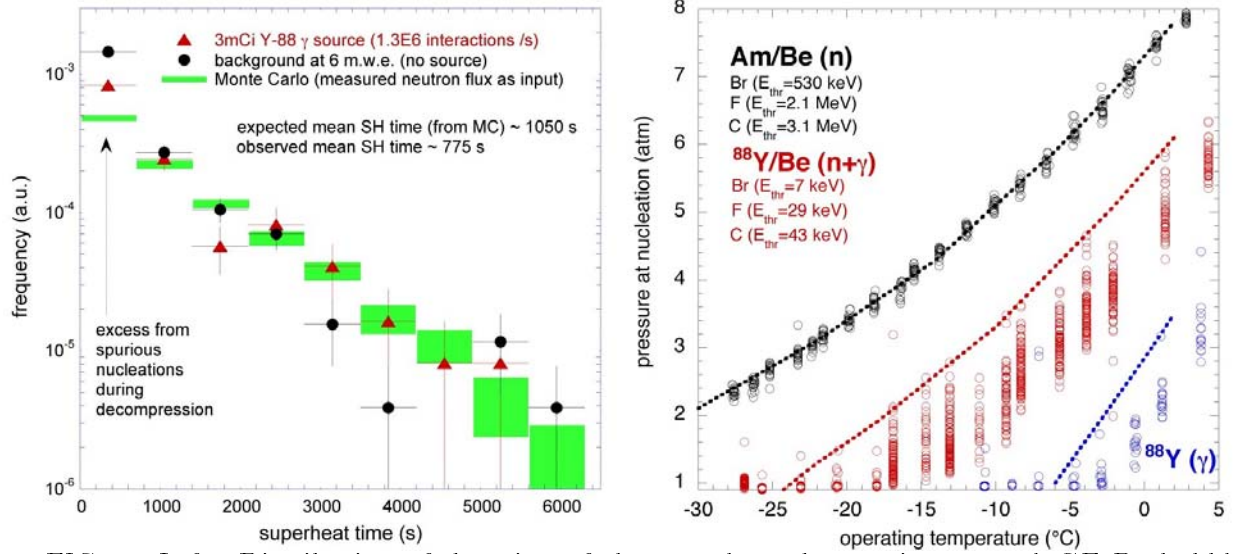 3mCi Y-88 γ source (1.3E6 interactions /s)
background at 6 m.w.e. (no source)
Monte Carlo (measured neutron flux as input)
expected mean SH time (from MC) ~ 1050 s
observed mean SH time ~ 775 s
excess from
spurious
nucleations
during
decompression
frequency (a.u.)
10-3
10-4
10-5
10-6
0 1000 2000 3000 4000 5000 6000
superheat time (s)
Am/Be (n)
Br (Ethr=530 keV)
F (Ethr=2.1 MeV)
C (Ethr=3.1 MeV)
88Y/Be (n+γ)
Br (Ethr=7 keV)
F (Ethr=29 keV)
C (Ethr=43 keV)
88Y (γ)
pressure at nucleation (atm)
8
7
6
5
4
3
2
1
-30 -25 -20 -15 -10 -5 0 5
operating temperature (°C)